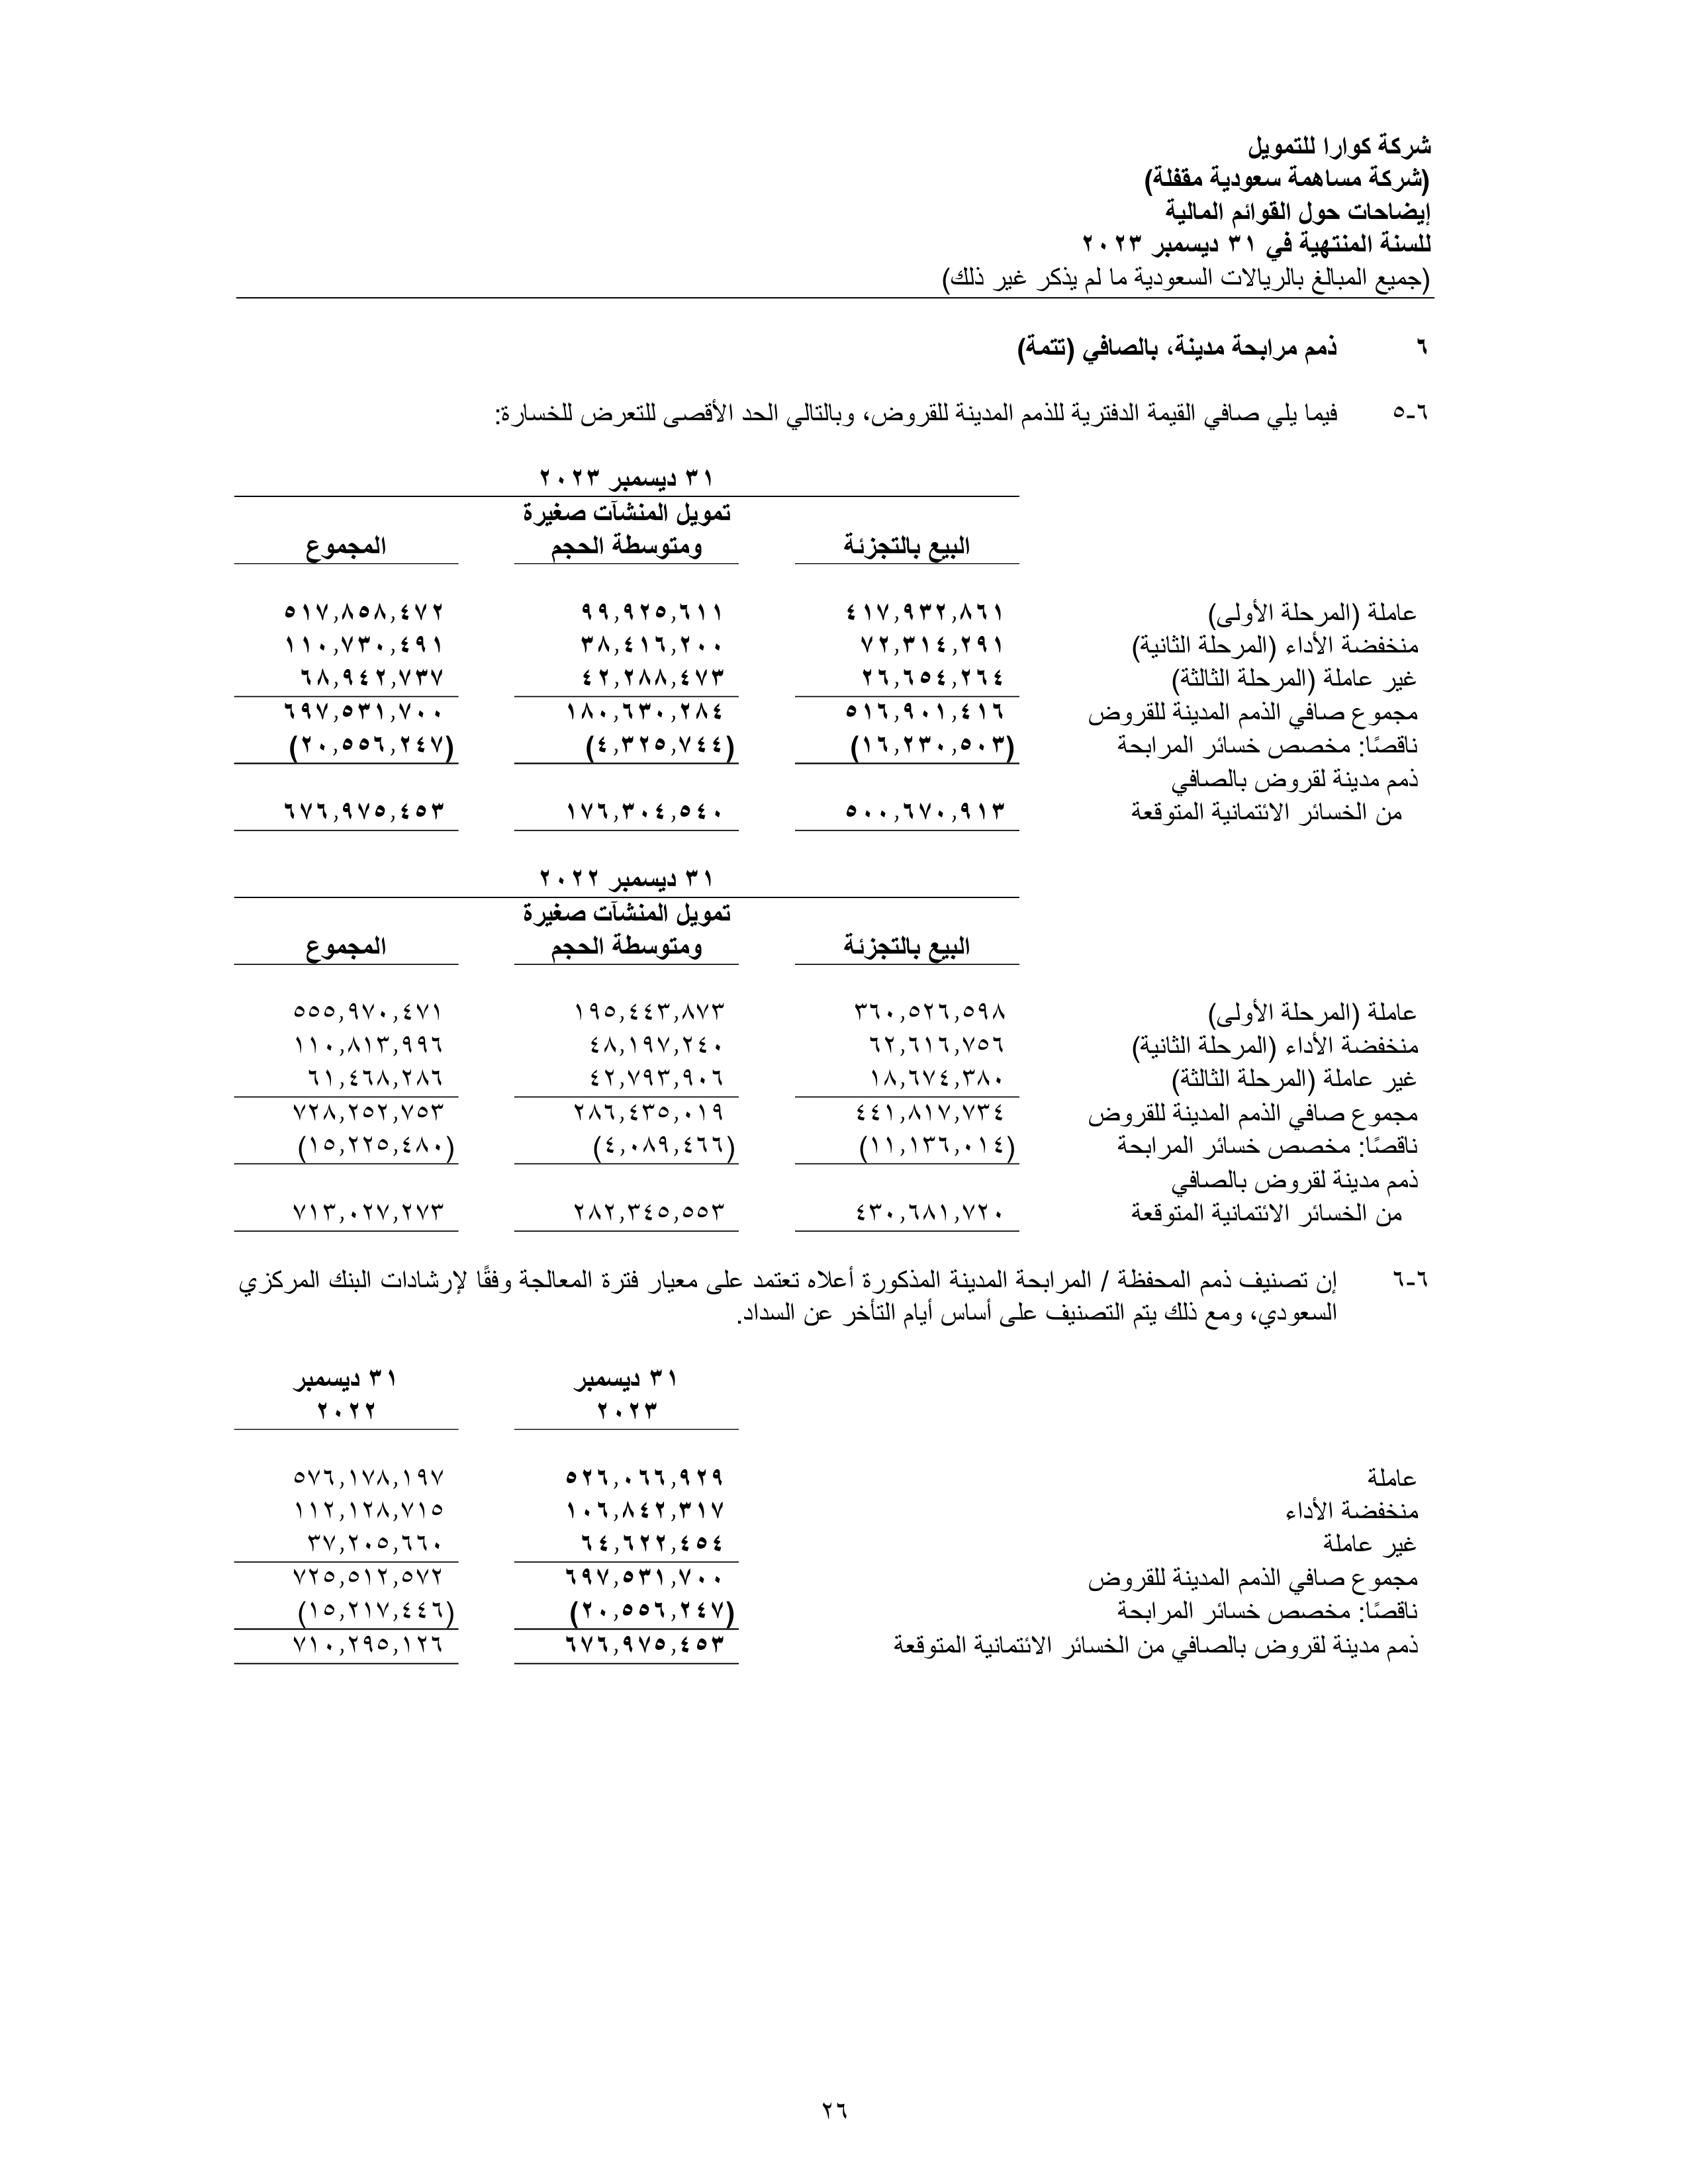 شركة كوارا للتمويل
(شركة مساهمة سعودية مقفلة)
إيضاحات حول القوائم المالية
للسنة المنتهية في ٣١ ديسمبر ٢٠٢٣
(جميع المبالغ بالريالات السعودية ما لم يذكر غير ذلك)
٦ ذمم مرابحة مدينة، بالصافي (تتمة)
٦-٥ فيما يلي صافي القيمة الدفترية للذمم المدينة للقروض، وبالتالي الحد الأقصى للتعرض للخسارة:
٣١ ديسمبر ٢٠٢٣
تمويل المنشآت صغيرة
البيع بالتجزئة ومتوسطة الحجم المجموع
عاملة (المرحلة الأولى) ٤١٧,٩٣٢,٨٦١ ٩٩,٩٢٥,٦١١ ٥١٧,٨٥٨,٤٧٢
منخفضة الأداء (المرحلة الثانية) ٧٢,٣١٤,٢٩١ ٣٨,٤١٦,٢٠٠ ١١٠,٧٣٠,٤٩١
غير عاملة (المرحلة الثالثة) ٢٦,٦٥٤,٢٦٤ ٤٢,٢٨٨,٤٧٣ ٦٨,٩٤٢,٧٣٧
مجموع صافي الذمم المدينة للقروض ٥١٦,٩٠١,٤١٦ ١٨٠,٦٣٠,٢٨٤ ٦٩٧,٥٣١,٧٠٠
ناقصًا: مخصص خسائر المرابحة (١٦,٢٣٠,٥٠٣) (٤,٣٢٥,٧٤٤) (٢٠,٥٥٦,٢٤٧)
ذمم مدينة لقروض بالصافي
من الخسائر الائتمانية المتوقعة ٥٠٠,٦٧٠,٩١٣ ١٧٦,٣٠٤,٥٤٠ ٦٧٦,٩٧٥,٤٥٣
٣١ ديسمبر ٢٠٢٢
تمويل المنشآت صغيرة
البيع بالتجزئة ومتوسطة الحجم المجموع
عاملة (المرحلة الأولى) ٣٦٠,٥٢٦,٥٩٨ ١٩٥,٤٤٣,٨٧٣ ٥٥٥,٩٧٠,٤٧١
منخفضة الأداء (المرحلة الثانية) ٦٢,٦١٦,٧٥٦ ٤٨,١٩٧,٢٤٠ ١١٠,٨١٣,٩٩٦
غير عاملة (المرحلة الثالثة) ١٨,٦٧٤,٣٨٠ ٤٢,٧٩٣,٩٠٦ ٦١,٤٦٨,٢٨٦
مجموع صافي الذمم المدينة للقروض ٤٤١,٨١٧,٧٣٤ ٢٨٦,٤٣٥,٠١٩ ٧٢٨,٢٥٢,٧٥٣
ناقصًا: مخصص خسائر المرابحة (١١,١٣٦,٠١٤) (٤,٠٨٩,٤٦٦) (١٥,٢٢٥,٤٨٠)
ذمم مدينة لقروض بالصافي
من الخسائر الائتمانية المتوقعة ٤٣٠,٦٨١,٧٢٠ ٢٨٢,٣٤٥,٥٥٣ ٧١٣,٠٢٧,٢٧٣
٦-٦ إن تصنيف ذمم المحفظة / المرابحة المدينة المذكورة أعلاه تعتمد على معيار فترة المعالجة وفقًا لإرشادات البنك المركزي
السعودي، ومع ذلك يتم التصنيف على أساس أيام التأخر عن السداد.
٣١ ديسمبر ٣١ ديسمبر
٢٠٢٣ ٢٠٢٢
عاملة ٥٢٦,٠٦٦,٩٢٩ ٥٧٦,١٧٨,١٩٧
منخفضة الأداء ١٠٦,٨٤٢,٣١٧ ١١٢,١٢٨,٧١٥
غير عاملة ٦٤,٦٢٢,٤٥٤ ٣٧,٢٠٥,٦٦٠
مجموع صافي الذمم المدينة للقروض ٦٩٧,٥٣١,٧٠٠ ٧٢٥,٥١٢,٥٧٢
ناقصًا: مخصص خسائر المرابحة (٢٠,٥٥٦,٢٤٧) (١٥,٢١٧,٤٤٦)
ذمم مدينة لقروض بالصافي من الخسائر الائتمانية المتوقعة ٦٧٦,٩٧٥,٤٥٣ ٧١٠,٢٩٥,١٢٦
٢٦